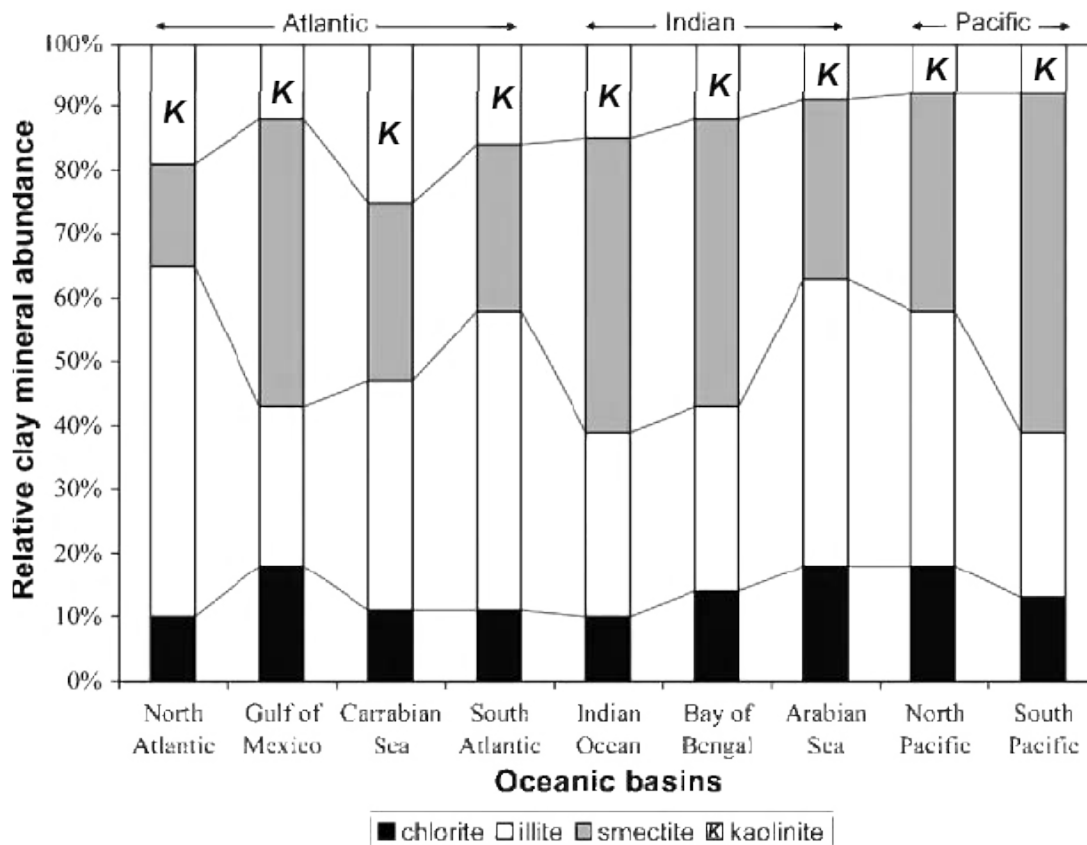 Atlantic Indian Pacific
100%
90%
80%
70%
60%
50%
40%
30%
20%
10%
0%
Relative clay mineral abundance
K K K K K K K K K
North Atlantic
Gulf of Mexico
Carrabian Sea
South Atlantic
Indian Ocean
Bay of Bengal
Arabian Sea
North Pacific
South Pacific
Oceanic basins
chlorite illite smectite K kaolinite